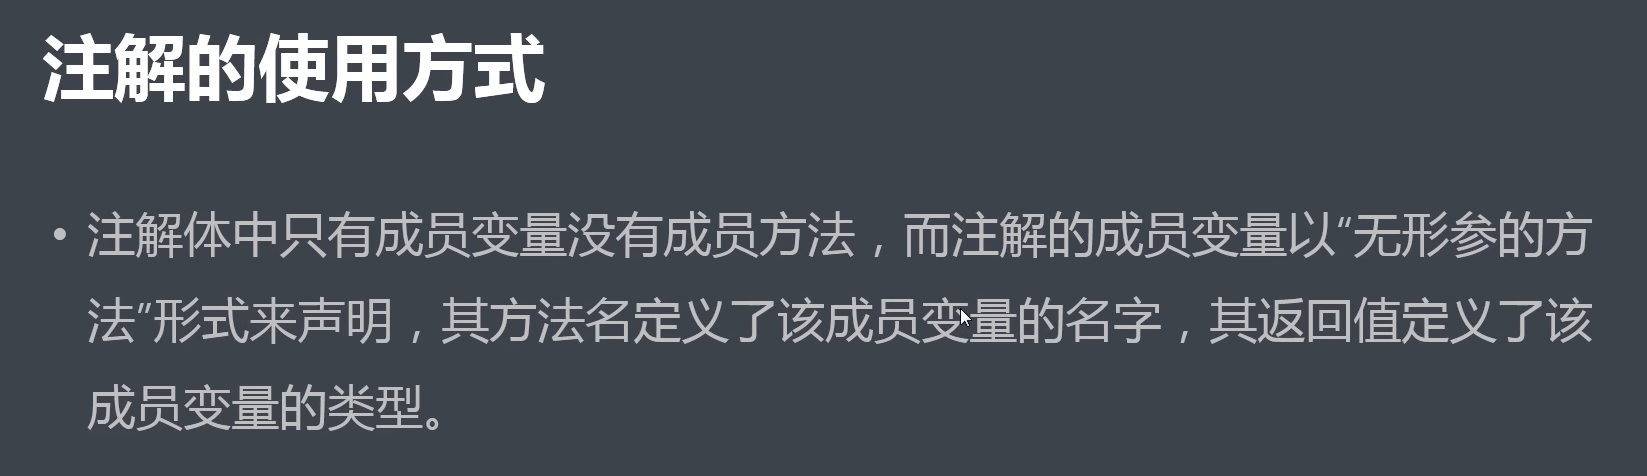 注解的使用方式
• 注解体中只有成员变量没有成员方法，而注解的成员变量以“无形参的方
法”形式来声明，其方法名定义了该成员变量的名字，其返回值定义了该
成员变量的类型。